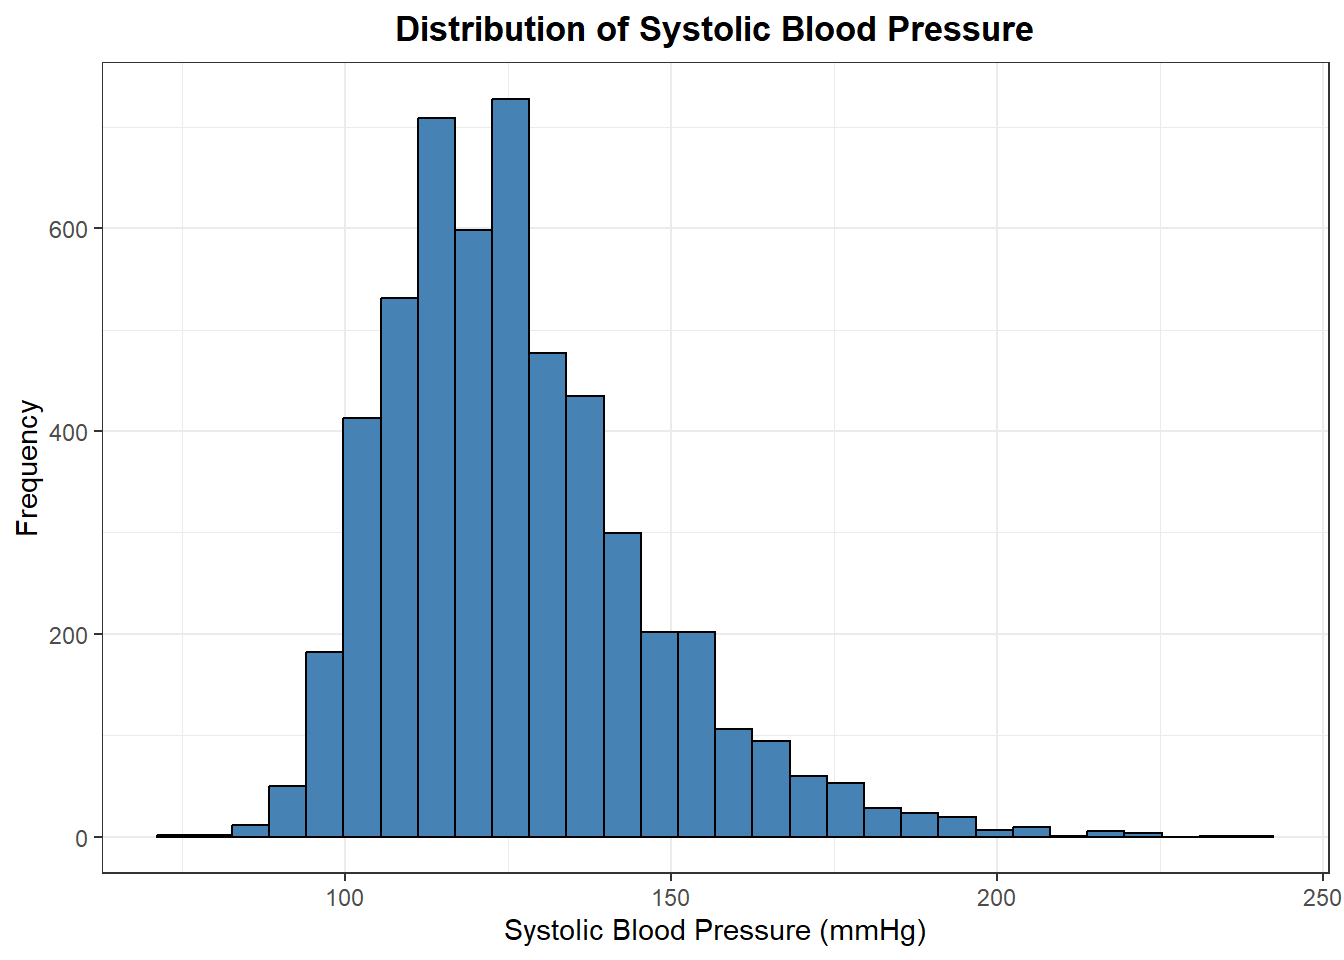 Distribution of Systolic Blood Pressure
Frequency
600
400
200
0
100 150 200 250
Systolic Blood Pressure (mmHg)